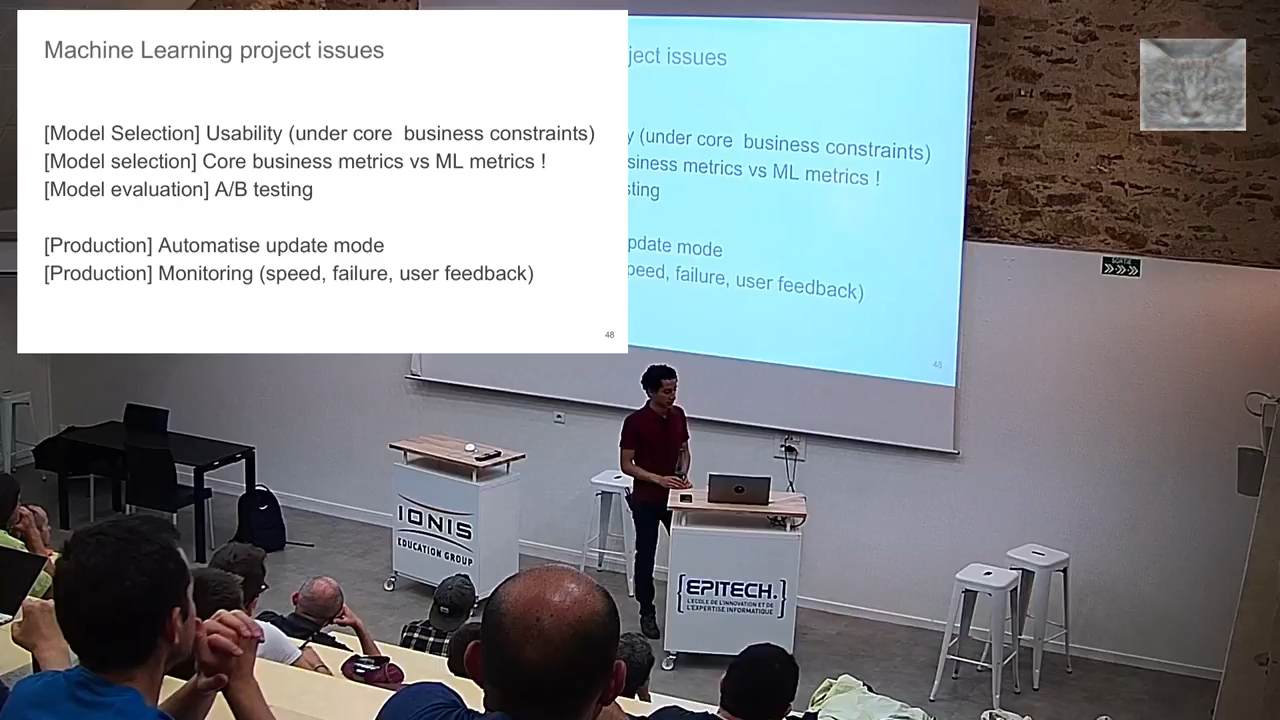 Machine Learning project issues
[Model Selection] Usability (under core  business constraints)
[Model selection] Core business metrics vs ML metrics !
[Model evaluation] A/B testing
[Production] Automatise update mode
[Production] Monitoring (speed, failure, user feedback)
48
ject issues
y (under core  business constraints)
siness metrics vs ML metrics !
sting
pdate mode
peed, failure, user feedback)
48
SORTIE
IONIS
EDUCATION GROUP
{EPITECH.}
L'ECOLE DE L'INNOVATION ET DE
L'EXPERTISE INFORMATIQUE